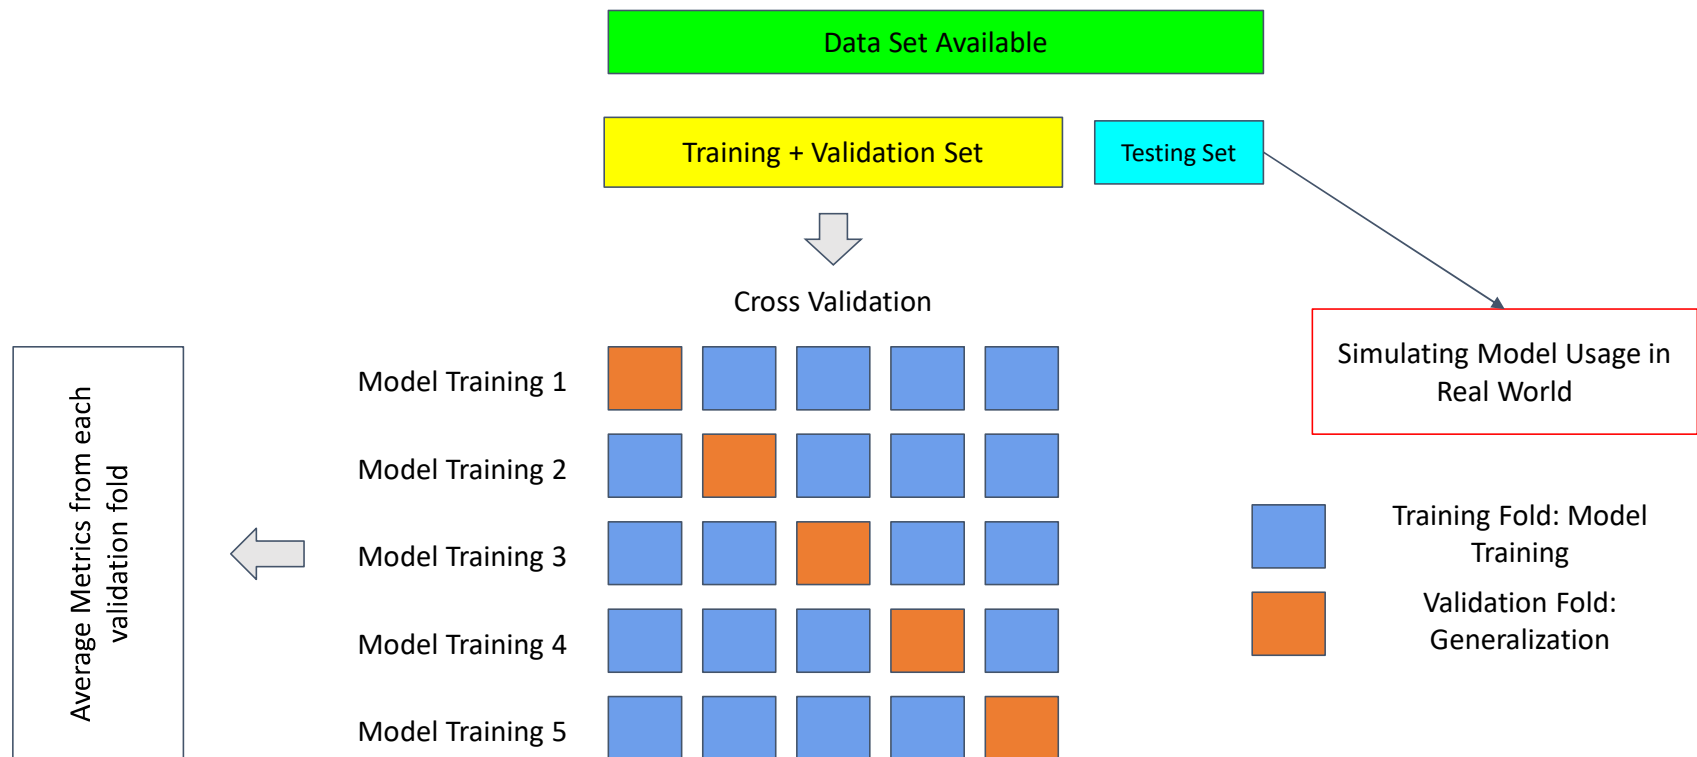 Data Set Available
Training + Validation Set
Testing Set
Cross Validation
Simulating Model Usage in
Real World
Average Metrics from each
validation fold
Model Training 1
Model Training 2
Model Training 3
Model Training 4
Model Training 5
Training Fold: Model
Training
Validation Fold:
Generalization